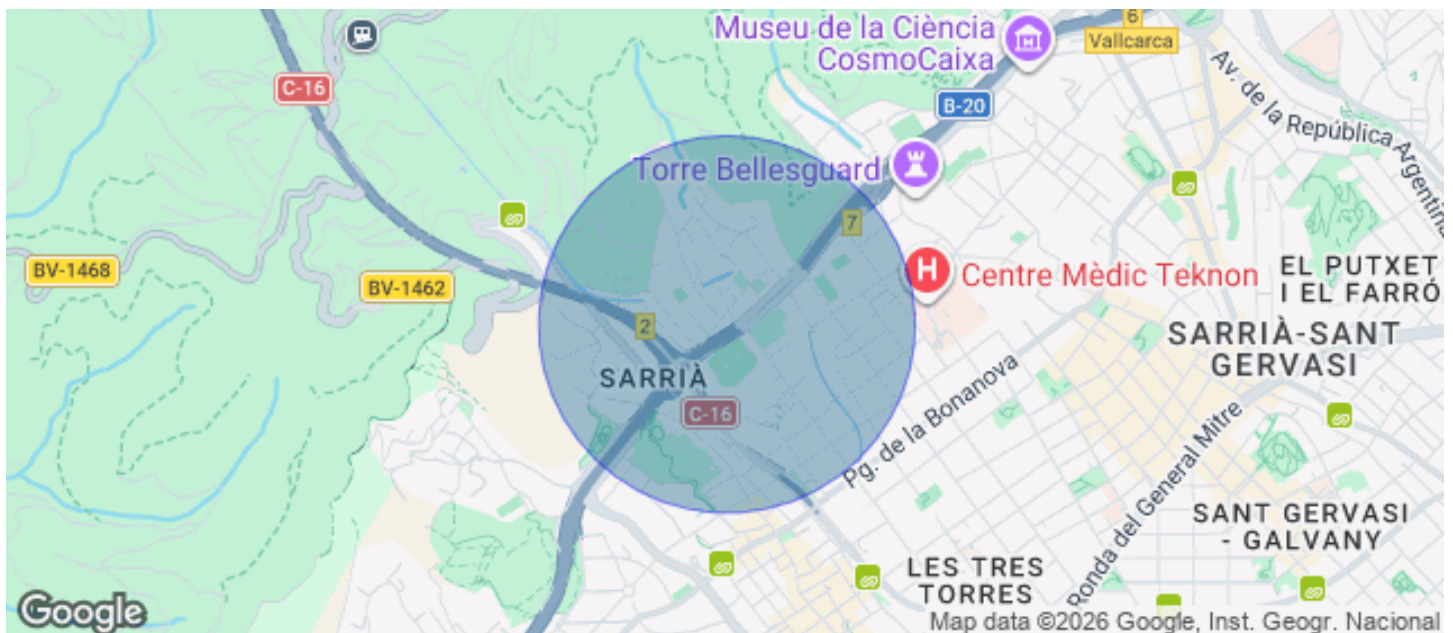 Museu de la Ciència
CosmoCaixa
6
Vallcarca
C-16
B-20
Av. de la República Argentina
Torre Bellesguard
7
BV-1468
BV-1462
H
Centre Mèdic Teknon
EL PUTXET
I EL FARRÓ
2
SARRIÀ-SANT
GERVASI
SARRIÀ
C-16
Pg. de la Bonanova
Ronda del General Mitre
SANT GERVASI
- GALVANY
LES TRES
TORRES
Google
Map data ©2026 Google, Inst. Geogr. Nacional